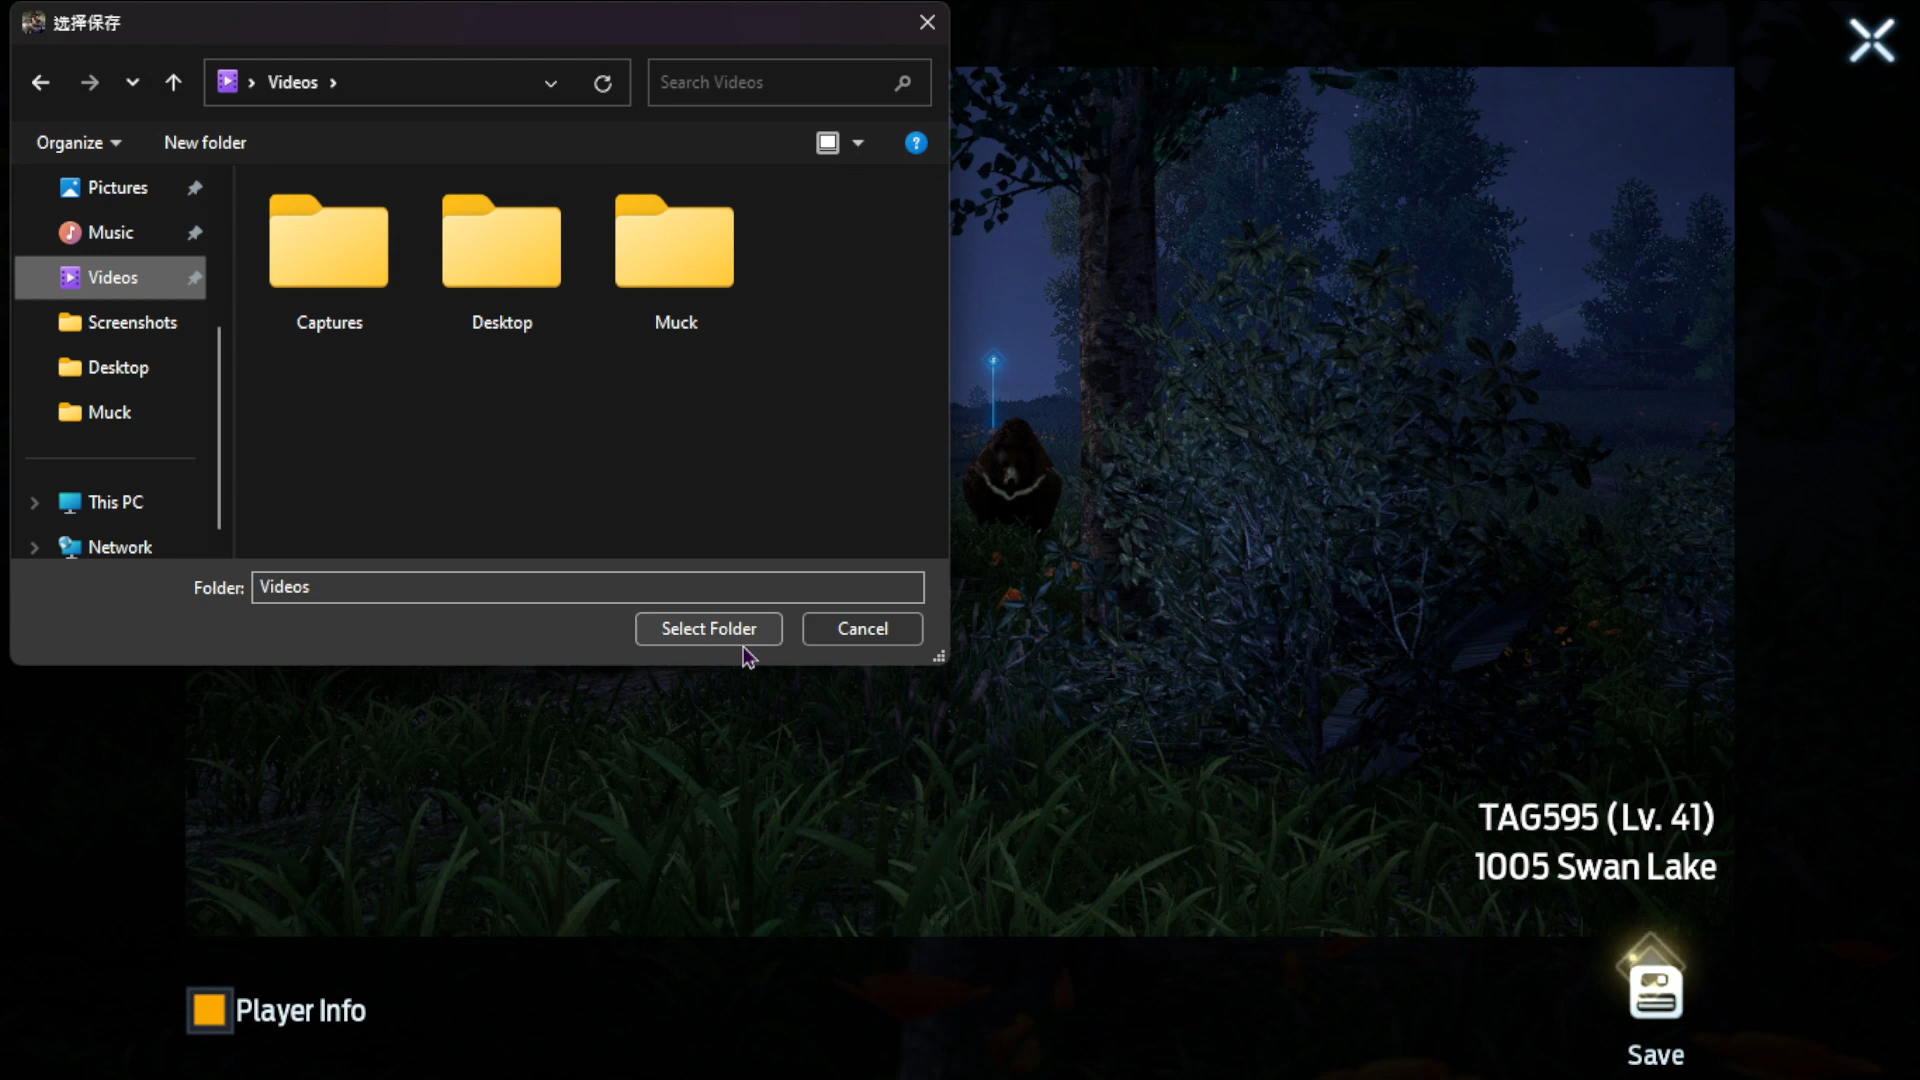 选择保存
Videos
Search Videos
Organize
New folder
Pictures
Music
Videos
Screenshots
Desktop
Muck
This PC
Network
Captures
Desktop
Muck
Folder:
Videos
Select Folder
Cancel
TAG595 (Lv. 41)
1005 Swan Lake
Player Info
Save